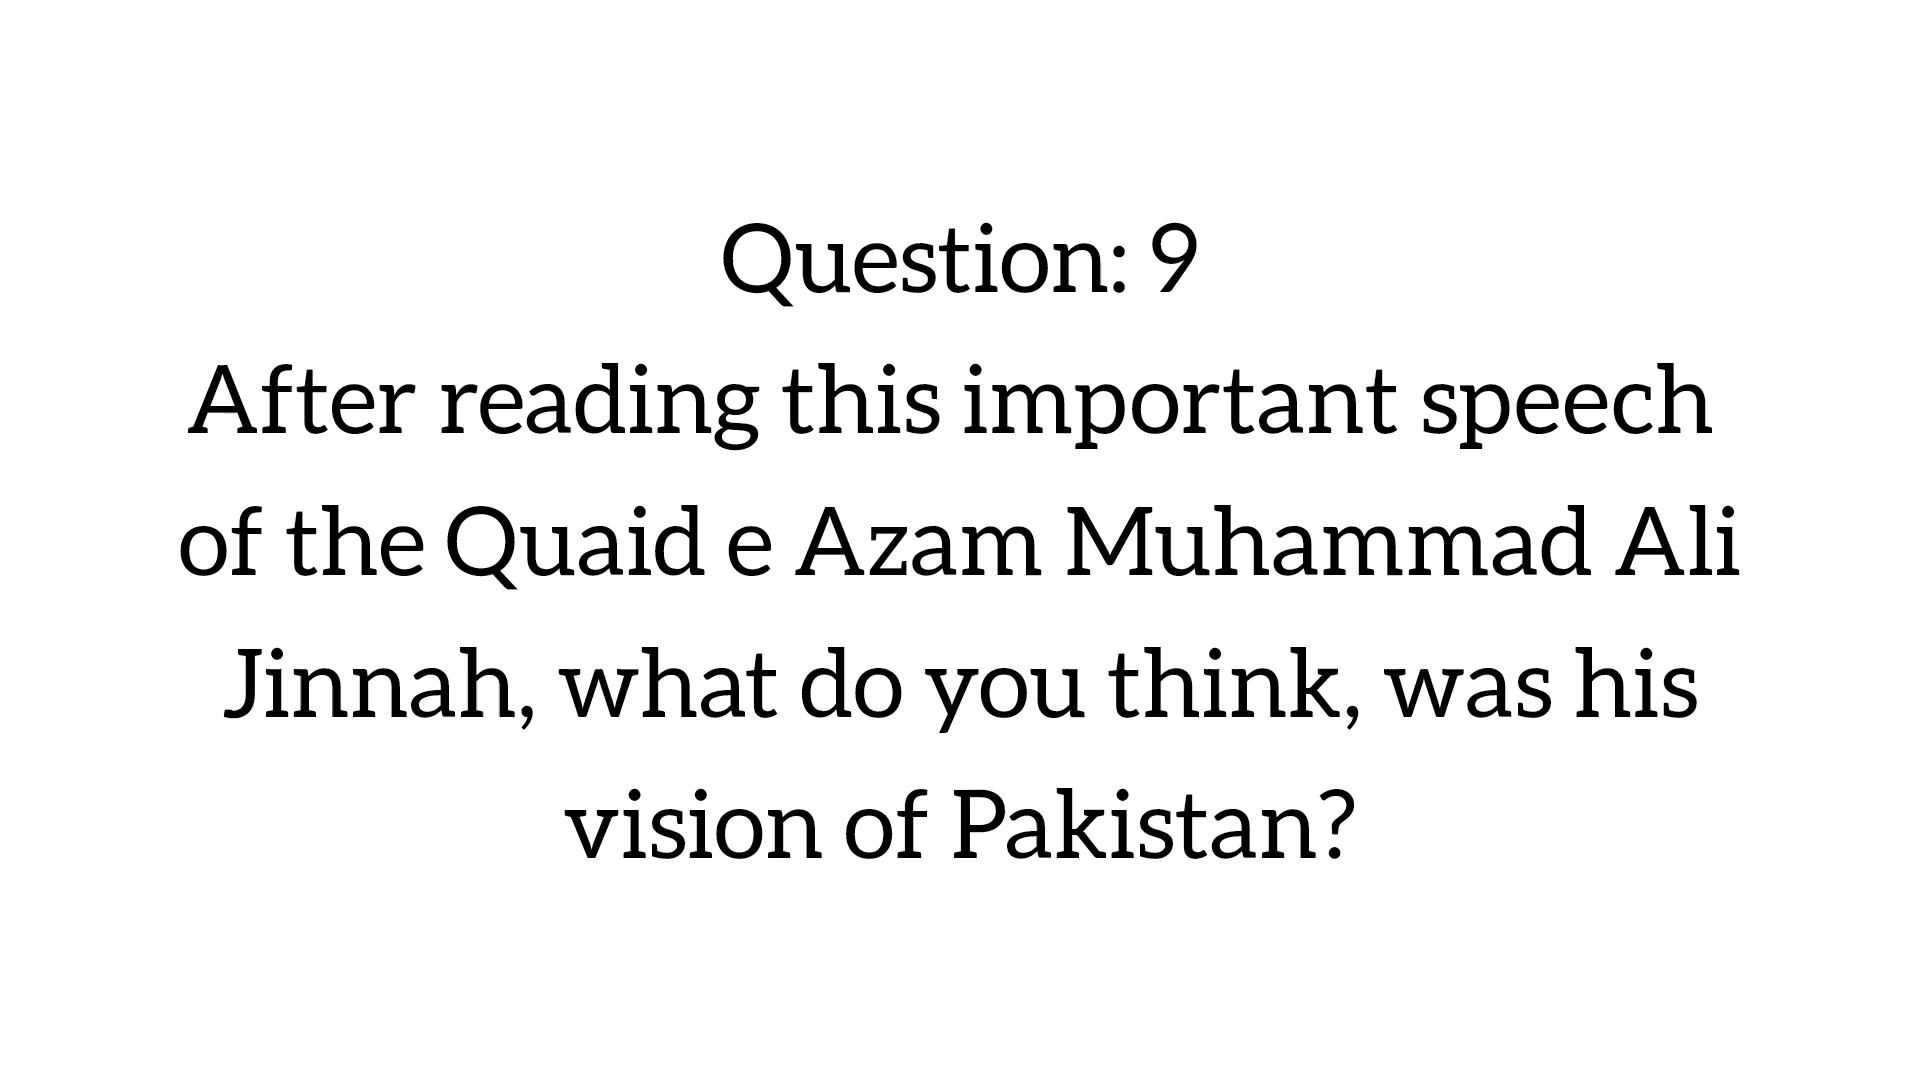 Question: 9
After reading this important speech
of the Quaid e Azam Muhammad Ali
Jinnah, what do you think, was his
vision of Pakistan?